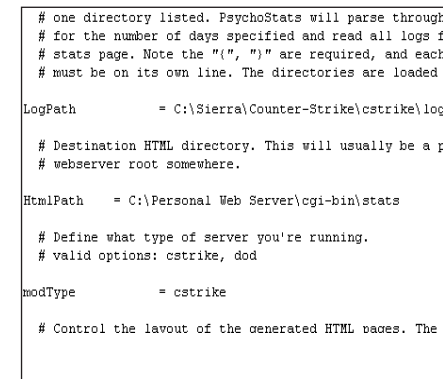 # one directory listed. PsychoStats will parse through
# for the number of days specified and read all logs f
# stats page. Note the "{", "}" are required, and each
# must be on its own line. The directories are loaded
LogPath = C:\Sierra\Counter-Strike\cstrike\log
# Destination HTML directory. This will usually be a p
# webserver root somewhere.
HtmlPath = C:\Personal Web Server\cgi-bin\stats
# Define what type of server you're running.
# valid options: cstrike, dod
modType = cstrike
# Control the layout of the generated HTML pages. The